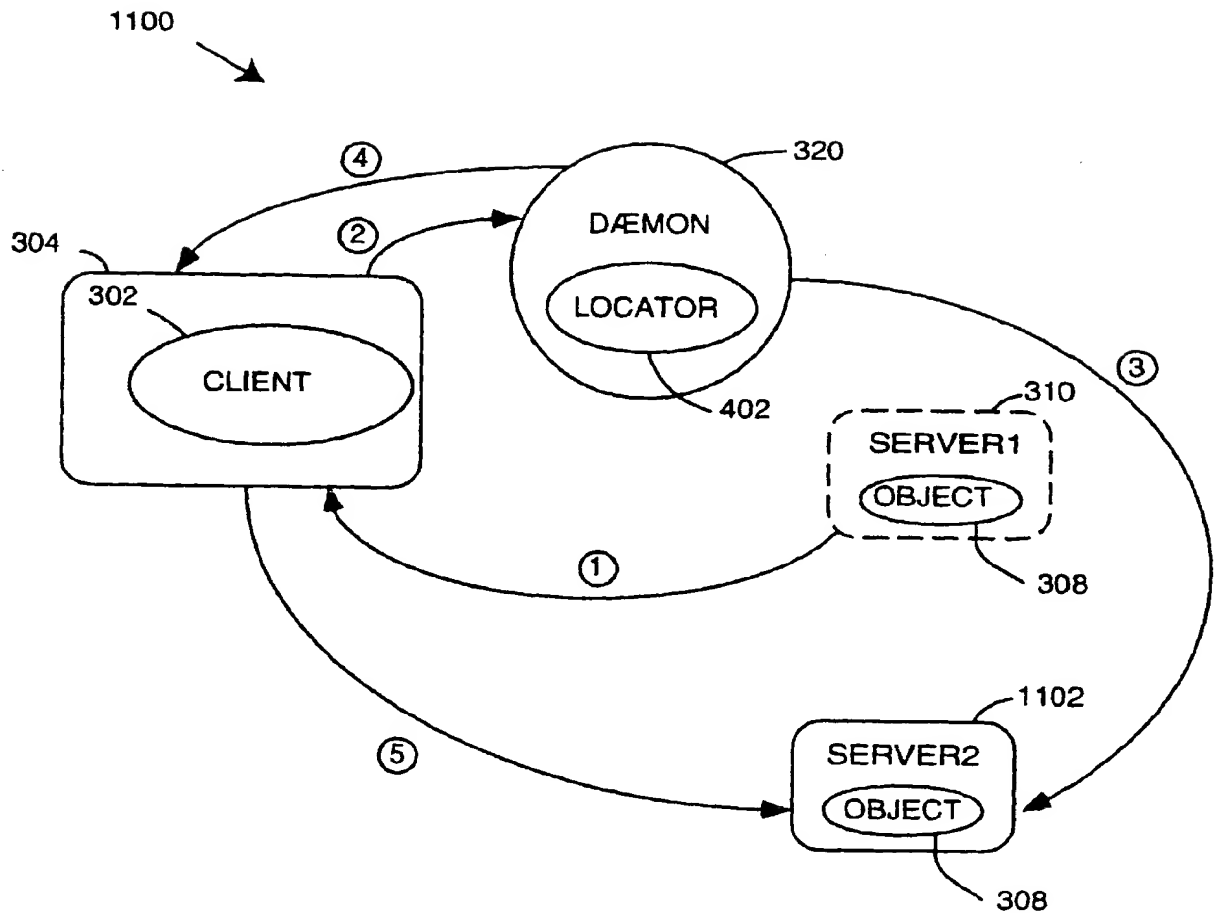 1100
320
4
2
DÆMON
304
302
LOCATOR
CLIENT
3
402
310
SERVER1
OBJECT
1
308
1102
5
SERVER2
OBJECT
308